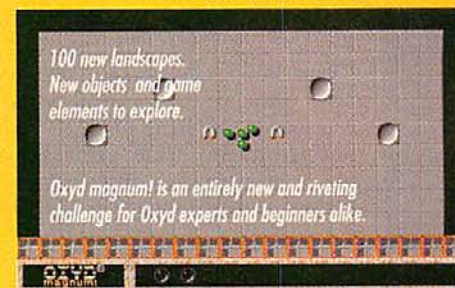 100 new landscapes.
New objects and game
elements to explore.
Oxyd magnum! is an entirely new and riveting
challenge for Oxyd experts and beginners alike.
OXYD®
magnum!